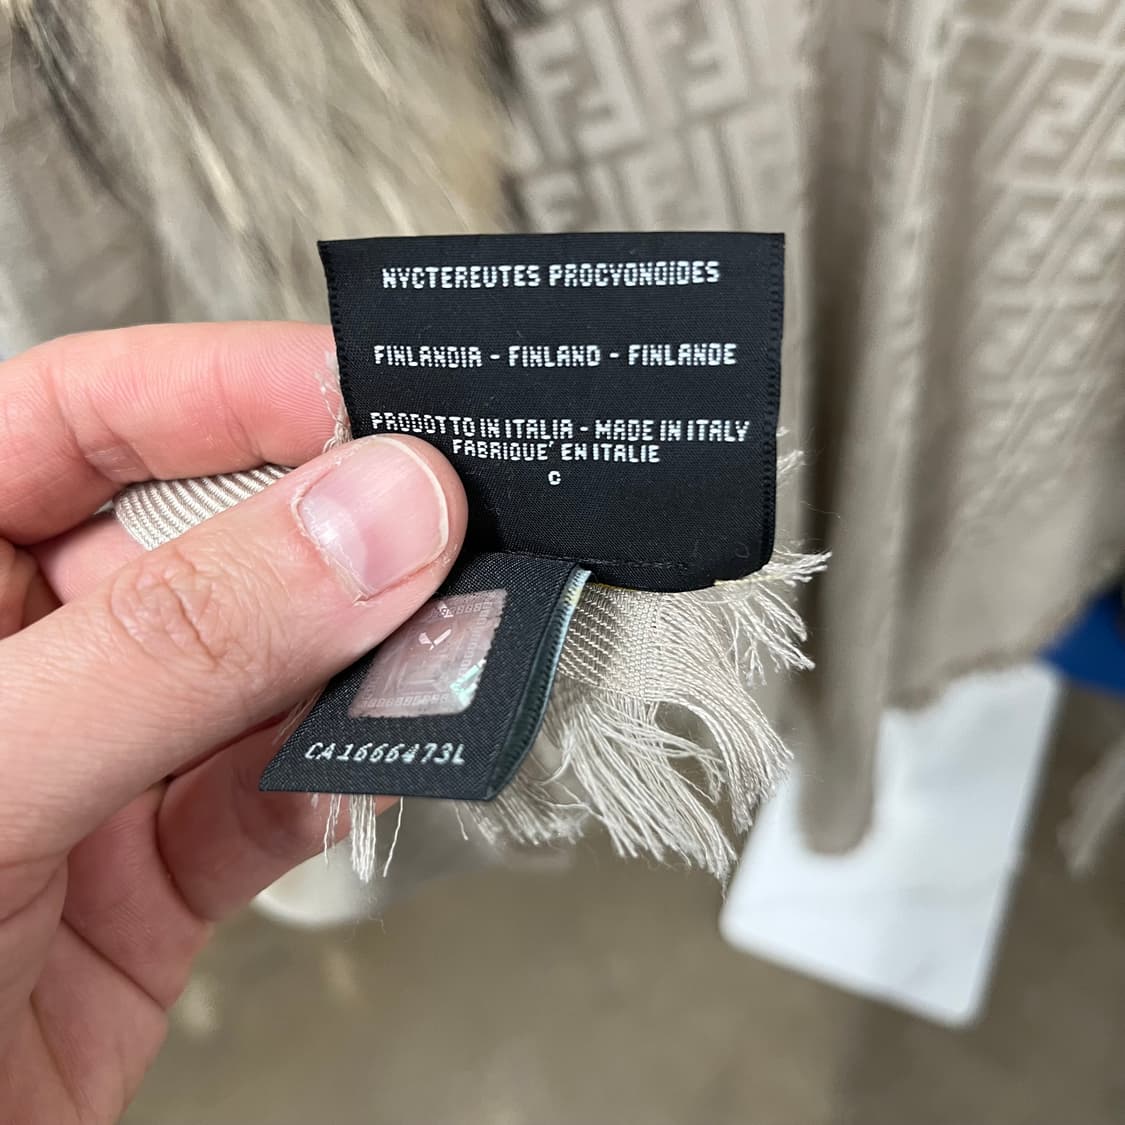 NYCTEREUTES PROCYONOIDES
FINLANDIA - FINLAND - FINLANDE
PRODOTTO IN ITALIA - MADE IN ITALY
FABRIQUE' EN ITALIE
C
CA1666473L